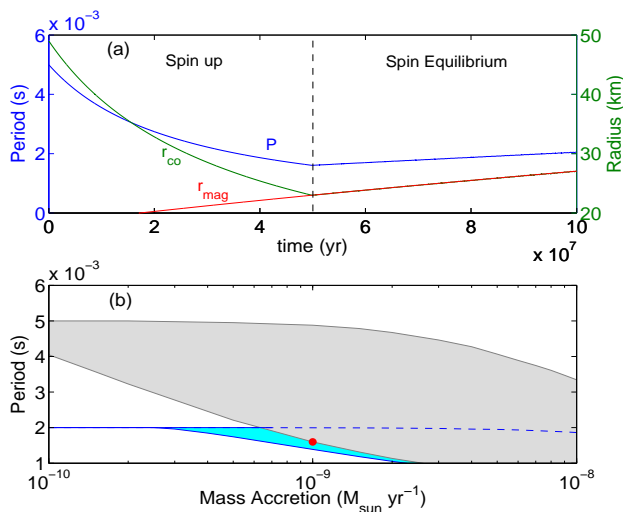 6 x 10⁻³
(a)
Spin up
Spin Equilibrium
P
r_co
r_mag
Period (s)
4
2
0
50
40
30
20
Radius (km)
0 2 4 6 8 10
time (yr)
x 10⁷
6 x 10⁻³
(b)
Period (s)
5
4
3
2
1
10⁻¹⁰ 10⁻⁹ 10⁻⁸
Mass Accretion (M_sun yr⁻¹)